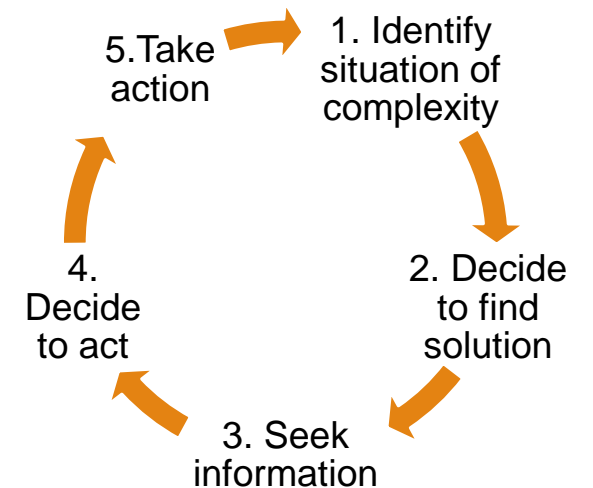 1. Identify
situation of
complexity
2. Decide
to find
solution
3. Seek
information
4.
Decide
to act
5.Take
action